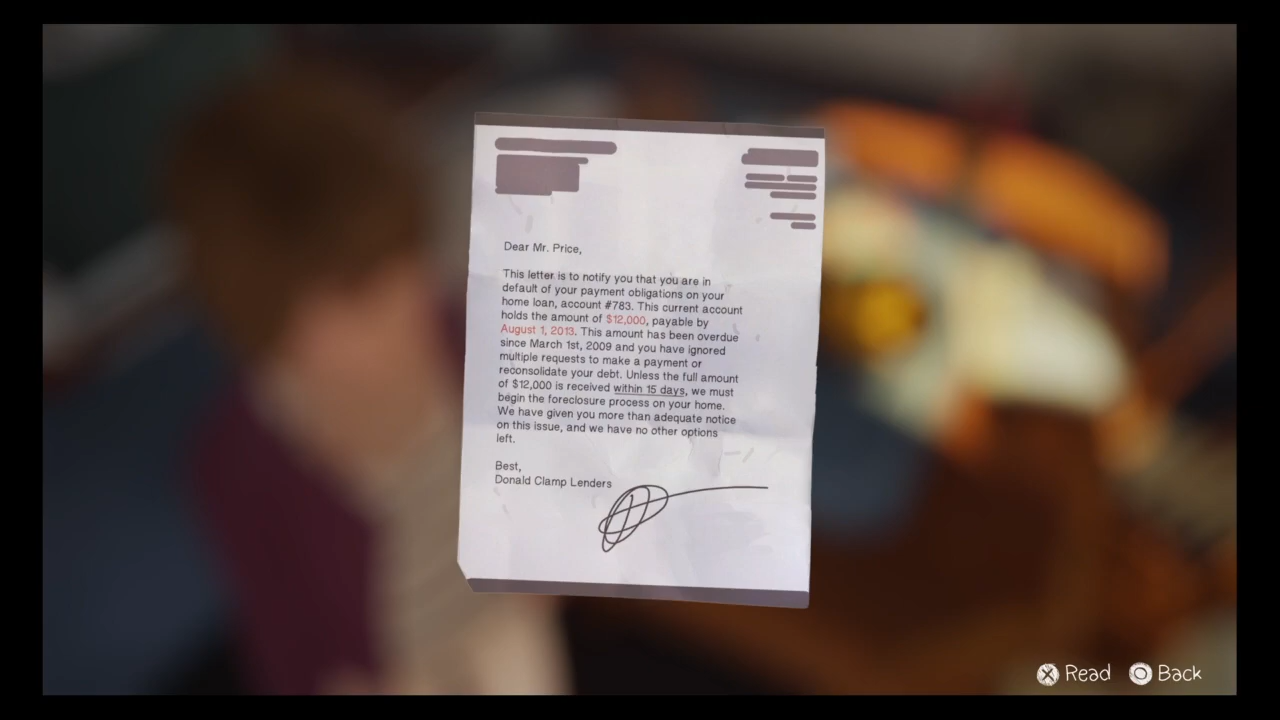 Dear Mr. Price,
This letter is to notify you that you are in
default of your payment obligations on your
home loan, account #783. This current account
holds the amount of $12,000, payable by
August 1, 2013. This amount has been overdue
since March 1st, 2009 and you have ignored
multiple requests to make a payment or
reconsolidate your debt. Unless the full amount
of $12,000 is received within 15 days, we must
begin the foreclosure process on your home.
We have given you more than adequate notice
on this issue, and we have no other options
left.
Best,
Donald Clamp Lenders
Read Back